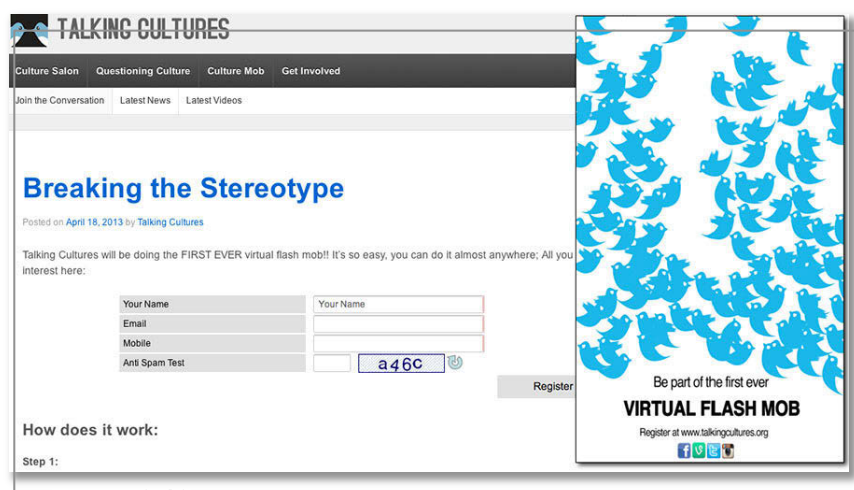 TALKING CULTURES
Culture Salon Questioning Culture Culture Mob Get Involved
Join the Conversation Latest News Latest Videos
Breaking the Stereotype
Posted on April 18, 2013 by Talking Cultures
Talking Cultures will be doing the FIRST EVER virtual flash mob!! It's so easy, you can do it almost anywhere; All you
interest here:
Your Name Your Name
Email
Mobile
Anti Spam Test a46c
Register
How does it work:
Step 1:
Be part of the first ever
VIRTUAL FLASH MOB
Register at www.talkingcultures.org